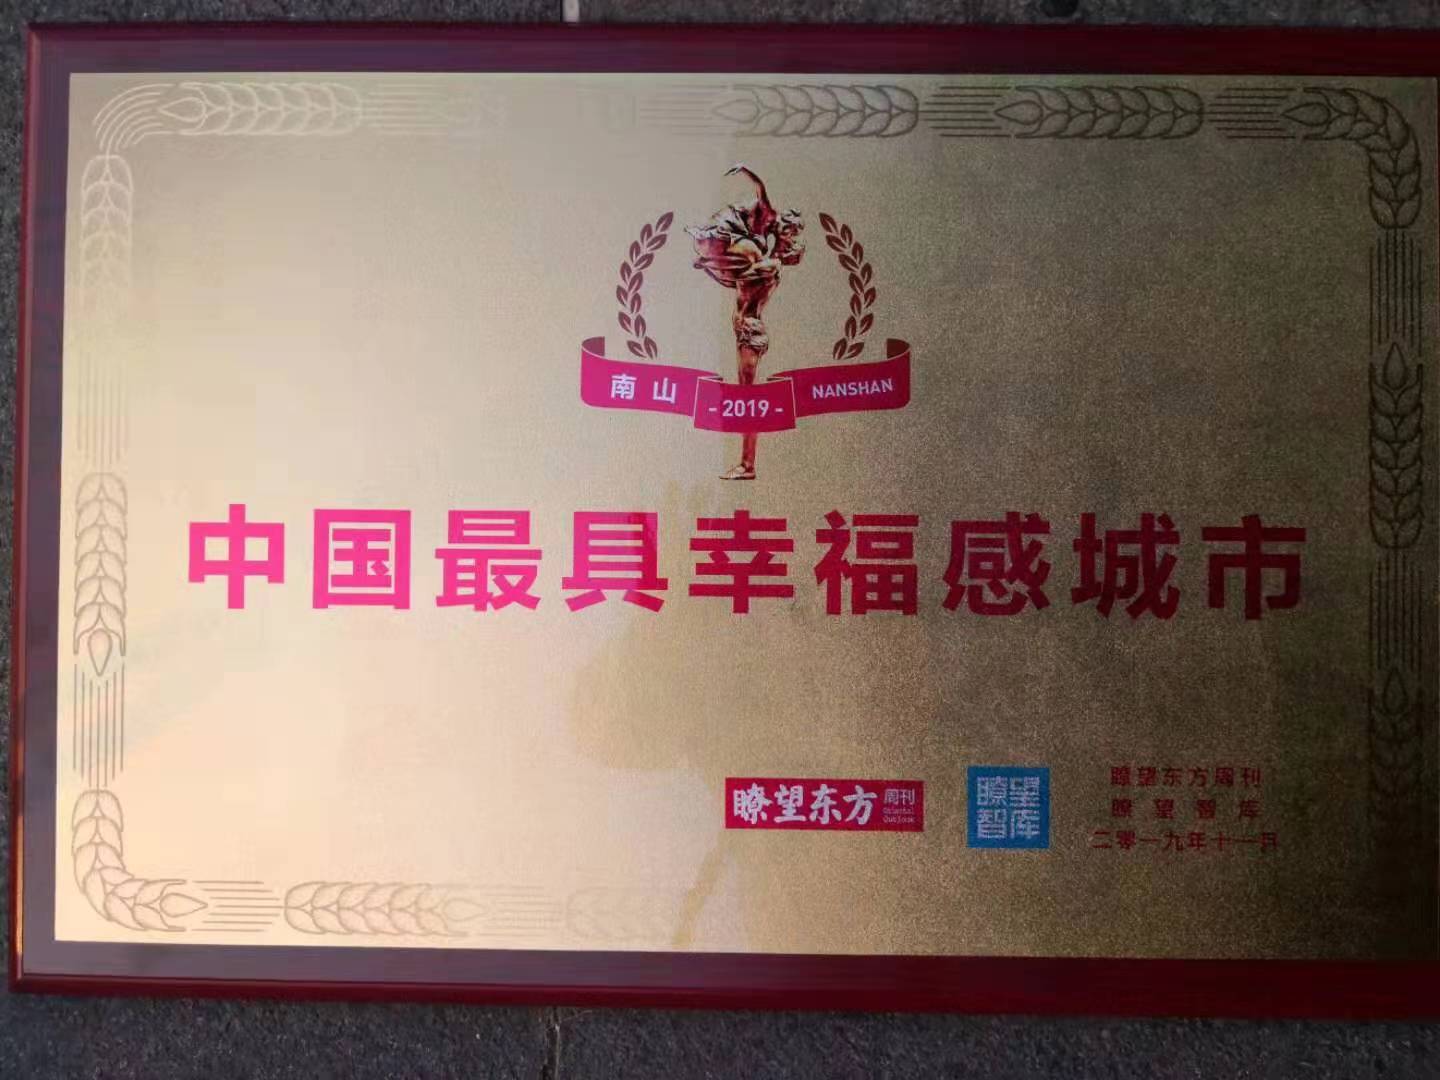 南山
-2019-
NANSHAN
中国最具幸福感城市
瞭望东方 周刊
Oriental
Outlook
瞭望
智库
瞭望东方周刊
瞭望智库
二零一九年十一月